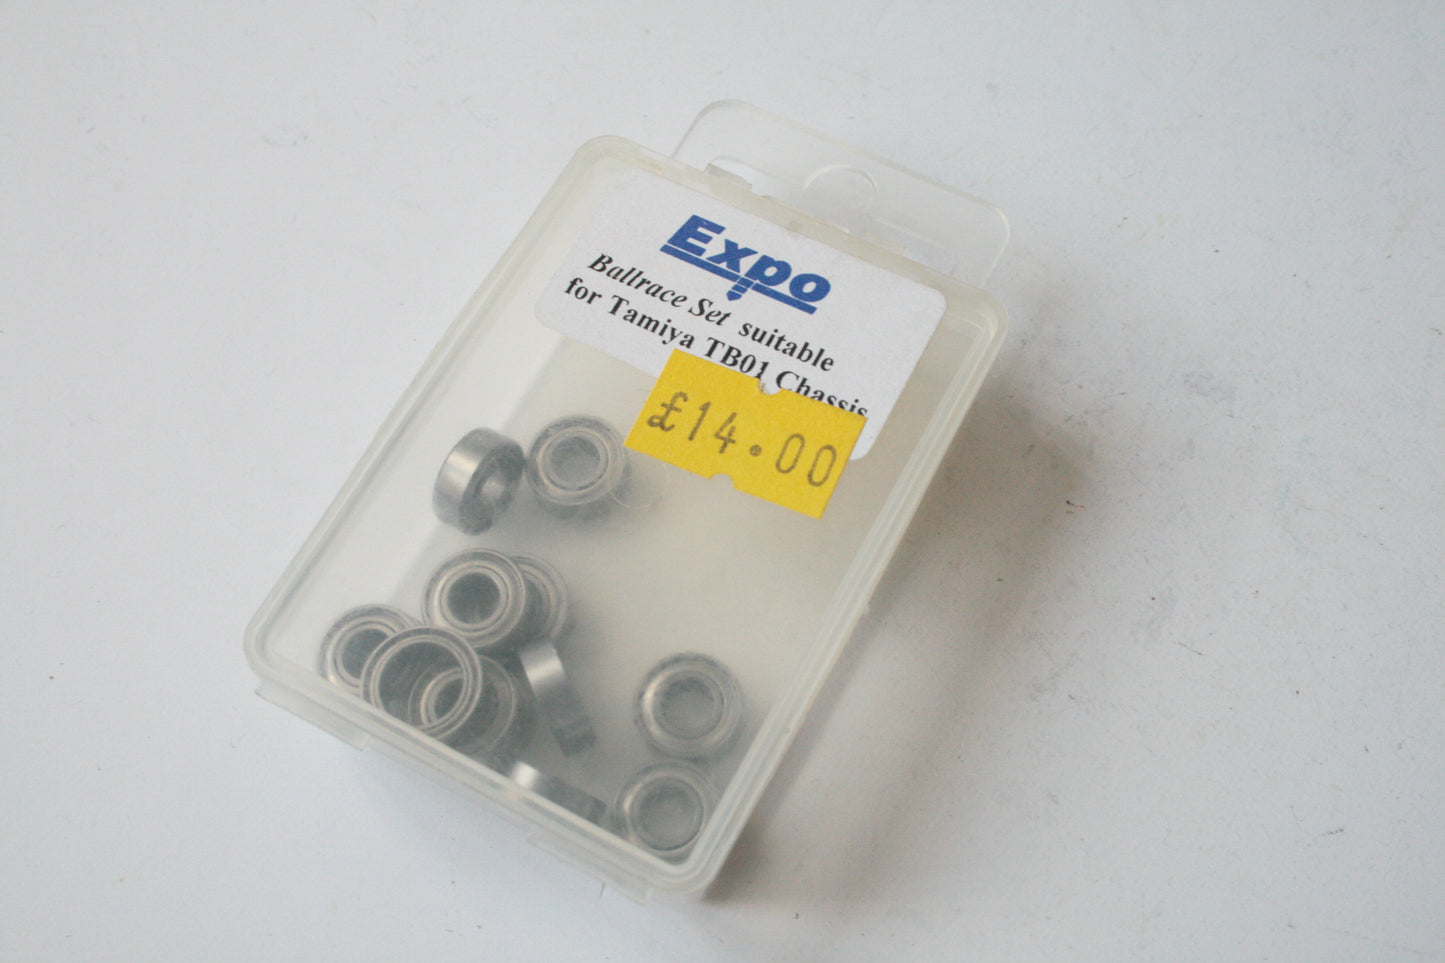 Expo
Ballrace Set suitable
for Tamiya TB01 Chassis
£14.00